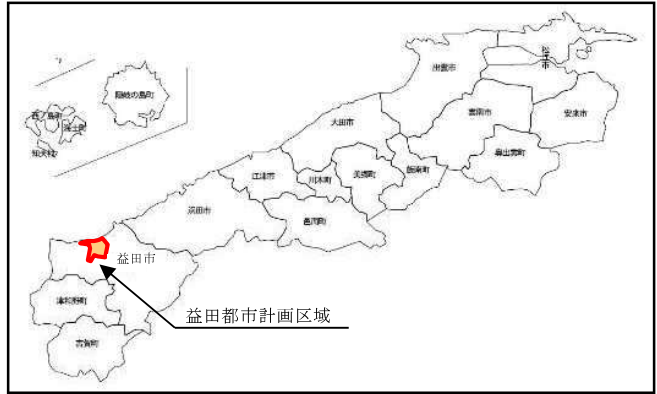 松江市
出雲市
隠岐の島町
西ノ島町
海士町
知夫村
大田市
雲南市
安来市
奥出雲町
飯南町
美郷町
川本町
江津市
邑南町
浜田市
益田市
津和野町
益田都市計画区域
吉賀町